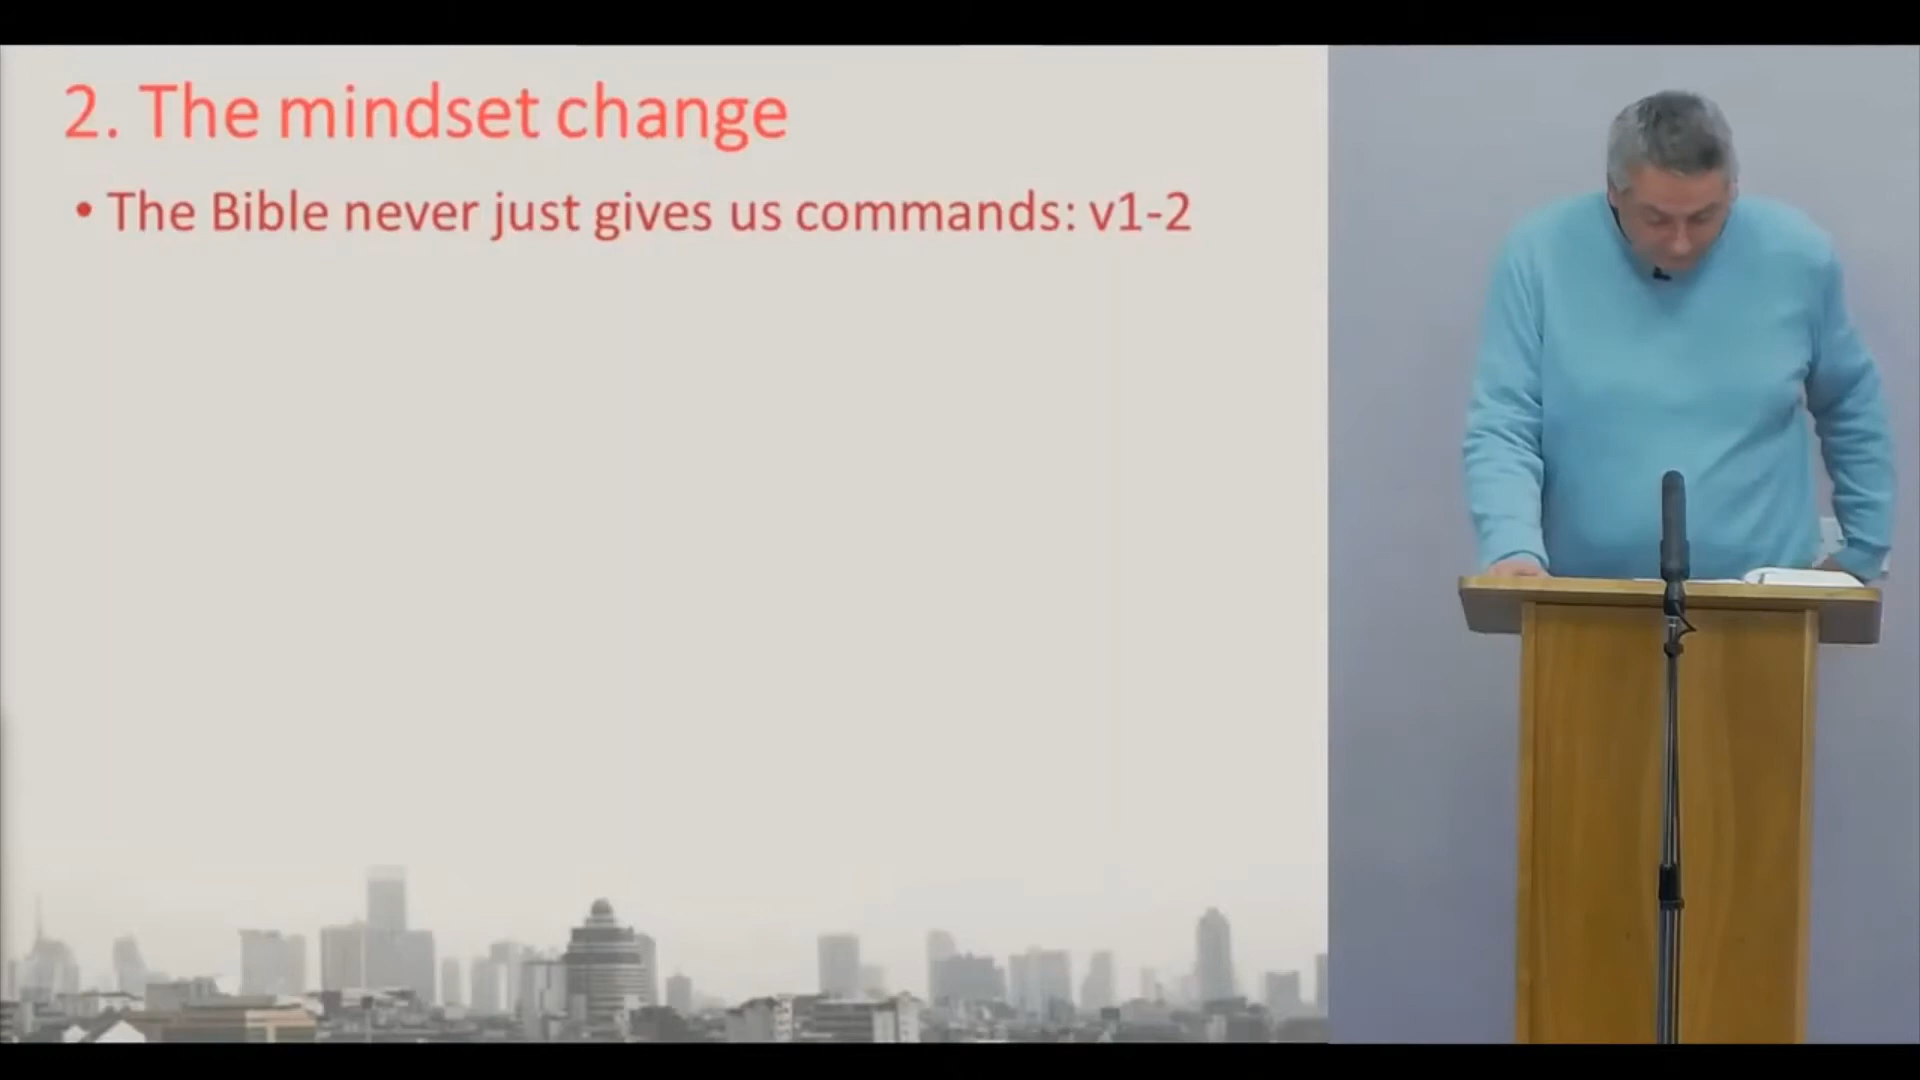 2. The mindset change
• The Bible never just gives us commands: v1-2